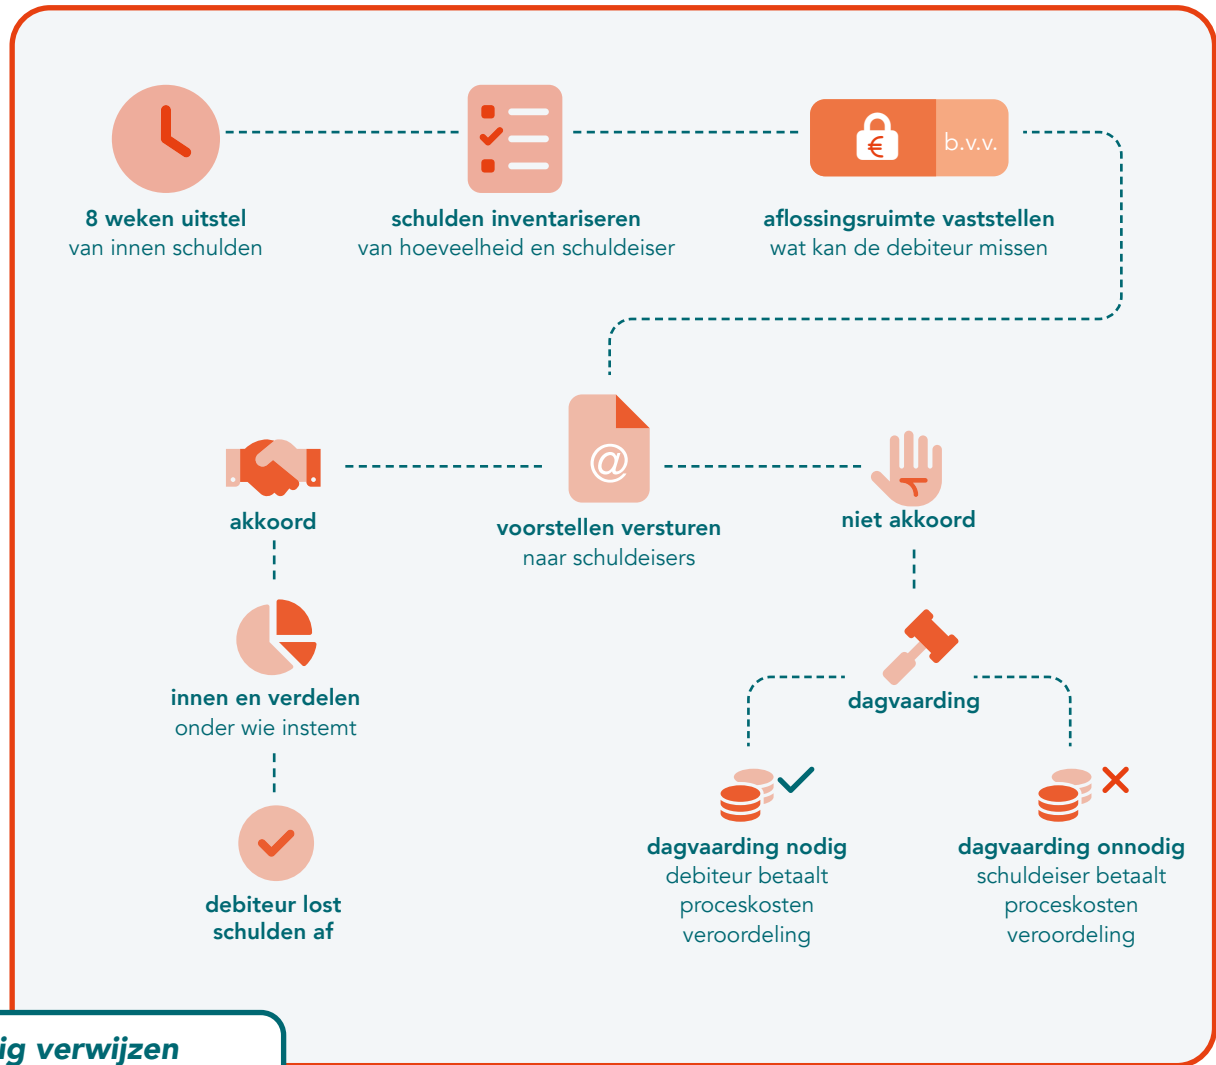 b.v.v.
8 weken uitstel
van innen schulden
schulden inventariseren
van hoeveelheid en schuldeiser
aflossingsruimte vaststellen
wat kan de debiteur missen
@
akkoord
voorstellen versturen
naar schuldeisers
niet akkoord
innen en verdelen
onder wie instemt
dagvaarding
debiteur lost
schulden af
dagvaarding nodig
debiteur betaalt
proceskosten
veroordeling
dagvaarding onnodig
schuldeiser betaalt
proceskosten
veroordeling
ig verwijzen